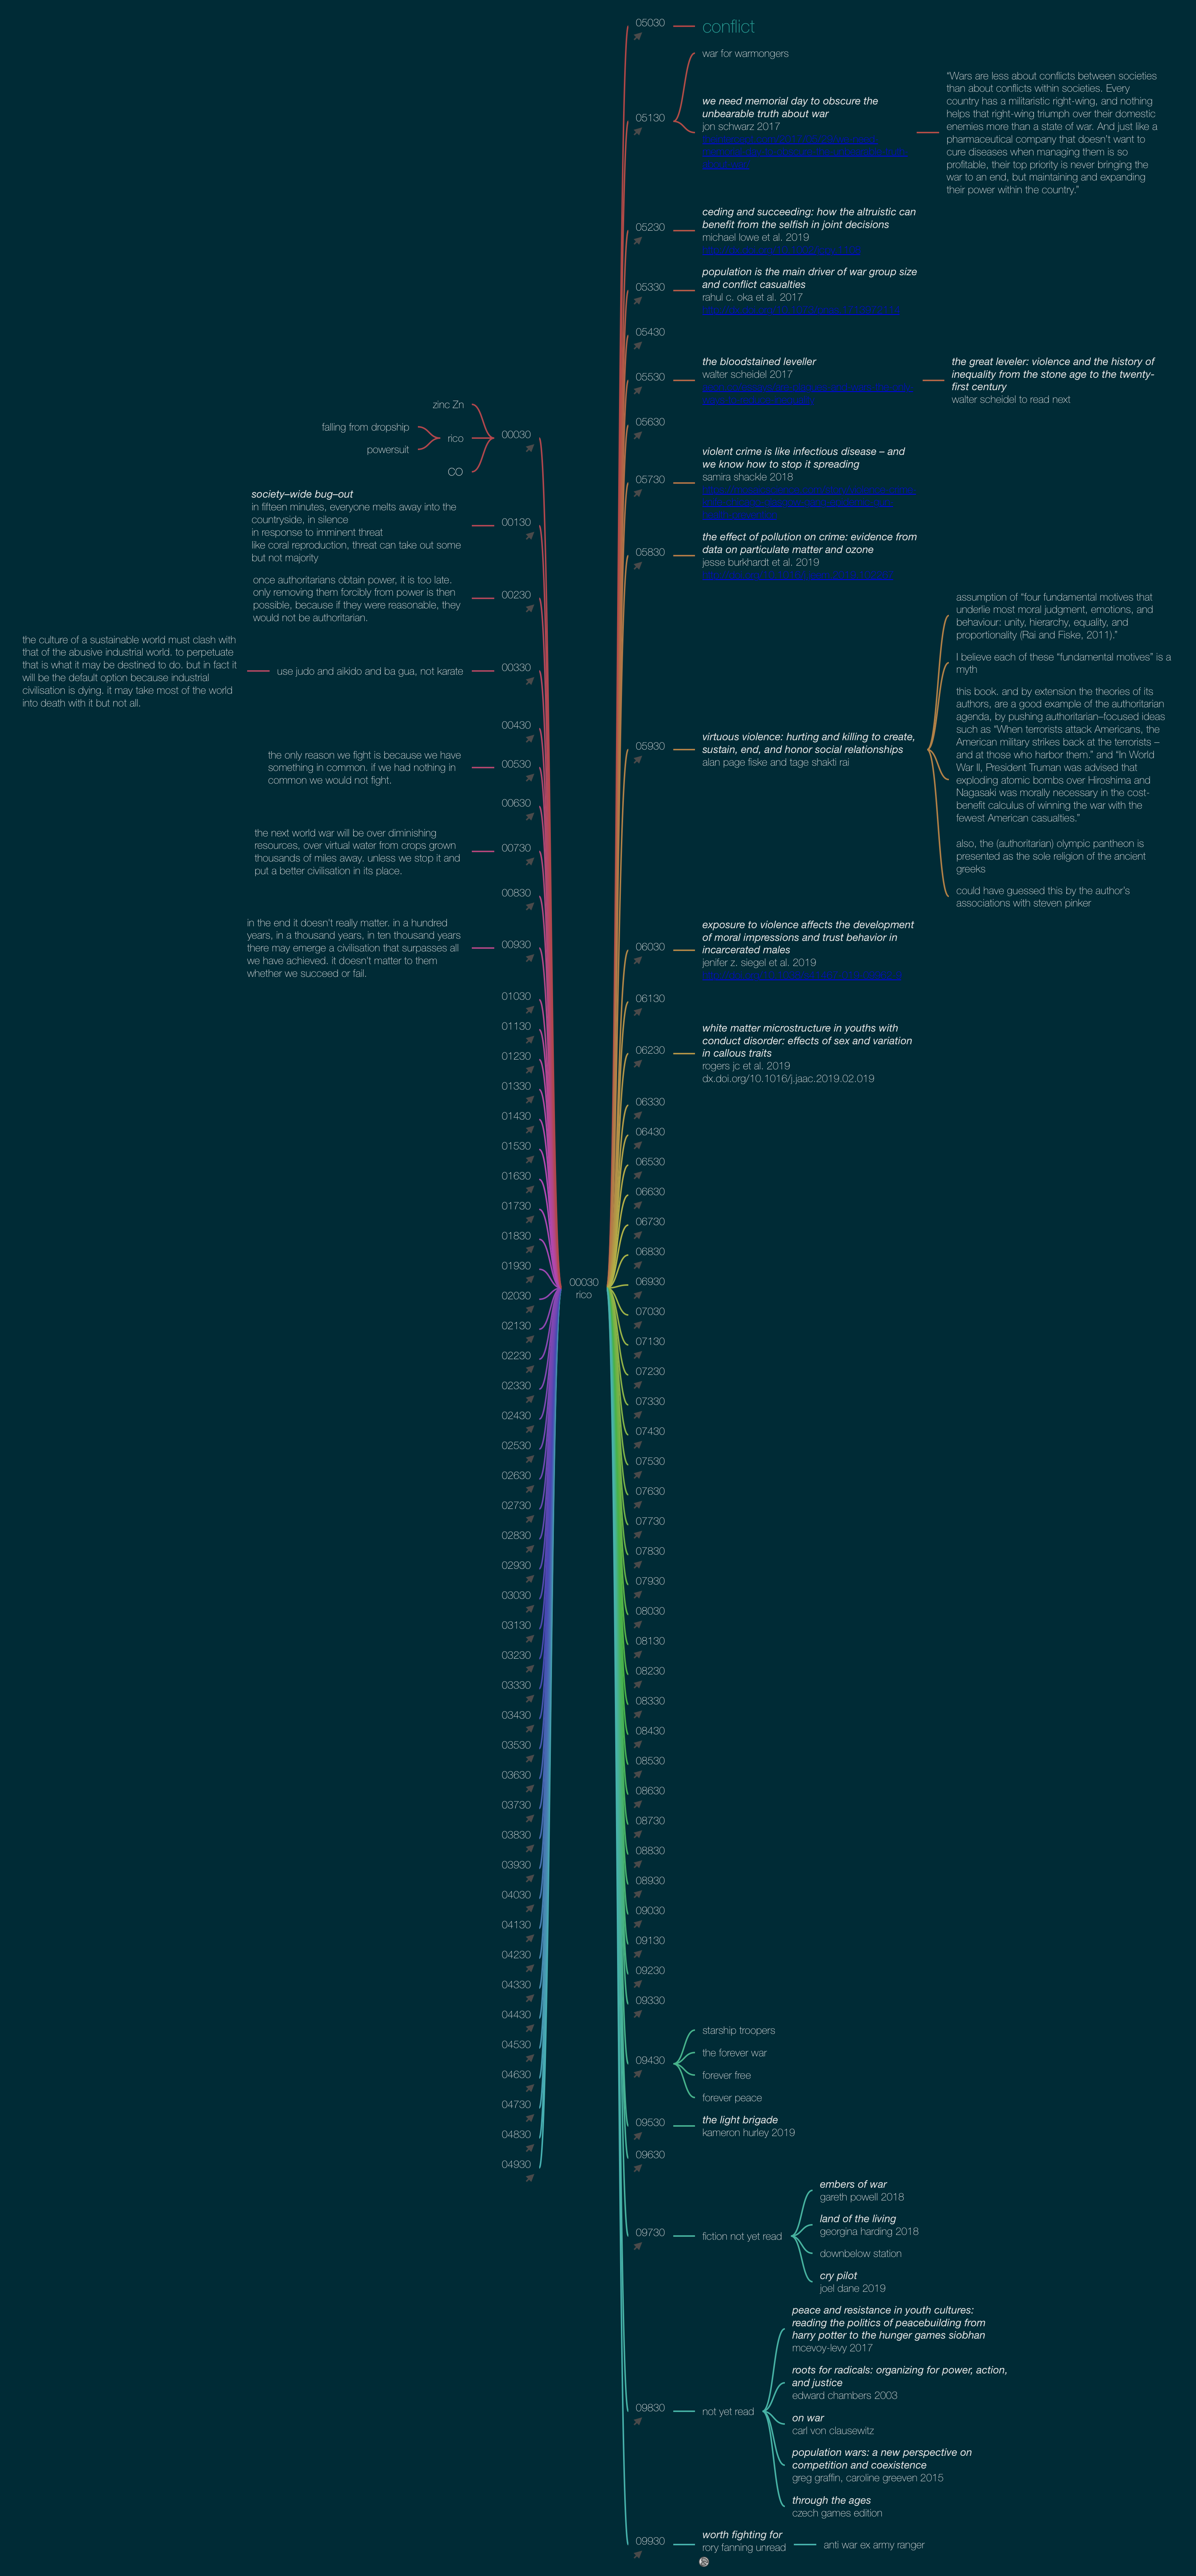 00030
rico
zinc Zn
falling from dropship
powersuit
rico
CO
00030
society–wide bug–out
in fifteen minutes, everyone melts away into the
countryside, in silence
in response to imminent threat
like coral reproduction, threat can take out some
but not majority
00130
once authoritarians obtain power, it is too late.
only removing them forcibly from power is then
possible, because if they were reasonable, they
would not be authoritarian.
00230
the culture of a sustainable world must clash with
that of the abusive industrial world. to perpetuate
that is what it may be destined to do. but in fact it
will be the default option because industrial
civilisation is dying. it may take most of the world
into death with it but not all.
use judo and aikido and ba gua, not karate
00330
00430
the only reason we fight is because we have
something in common. if we had nothing in
common we would not fight.
00530
00630
the next world war will be over diminishing
resources, over virtual water from crops grown
thousands of miles away. unless we stop it and
put a better civilisation in its place.
00730
00830
in the end it doesn't really matter. in a hundred
years, in a thousand years, in ten thousand years
there may emerge a civilisation that surpasses all
we have achieved. it doesn't matter to them
whether we succeed or fail.
00930
01030
01130
01230
01330
01430
01530
01630
01730
01830
01930
02030
02130
02230
02330
02430
02530
02630
02730
02830
02930
03030
03130
03230
03330
03430
03530
03630
03730
03830
03930
04030
04130
04230
04330
04430
04530
04630
04730
04830
04930
05030
conflict
05130
war for warmongers
we need memorial day to obscure the
unbearable truth about war
jon schwarz 2017
“Wars are less about conflicts between societies
than about conflicts within societies. Every
country has a militaristic right-wing, and nothing
helps that right-wing triumph over their domestic
enemies more than a state of war. And just like a
pharmaceutical company that doesn't want to
cure diseases when managing them is so
profitable, their top priority is never bringing the
war to an end, but maintaining and expanding
their power within the country.”
05230
ceding and succeeding: how the altruistic can
benefit from the selfish in joint decisions
michael lowe et al. 2019
05330
population is the main driver of war group size
and conflict casualties
rahul c. oka et al. 2017
05430
05530
the bloodstained leveller
walter scheidel 2017
the great leveler: violence and the history of
inequality from the stone age to the twenty-
first century
walter scheidel to read next
05630
05730
violent crime is like infectious disease – and
we know how to stop it spreading
samira shackle 2018
05830
the effect of pollution on crime: evidence from
data on particulate matter and ozone
jesse burkhardt et al. 2019
05930
virtuous violence: hurting and killing to create,
sustain, end, and honor social relationships
alan page fiske and tage shakti rai
assumption of “four fundamental motives that
underlie most moral judgment, emotions, and
behaviour: unity, hierarchy, equality, and
proportionality (Rai and Fiske, 2011).”
I believe each of these “fundamental motives” is a
myth
this book. and by extension the theories of its
authors, are a good example of the authoritarian
agenda, by pushing authoritarian–focused ideas
such as “When terrorists attack Americans, the
American military strikes back at the terrorists –
and at those who harbor them.” and “In World
War II, President Truman was advised that
exploding atomic bombs over Hiroshima and
Nagasaki was morally necessary in the cost-
benefit calculus of winning the war with the
fewest American casualties.”
also, the (authoritarian) olympic pantheon is
presented as the sole religion of the ancient
greeks
could have guessed this by the author's
associations with steven pinker
06030
exposure to violence affects the development
of moral impressions and trust behavior in
incarcerated males
jenifer z. siegel et al. 2019
06130
06230
white matter microstructure in youths with
conduct disorder: effects of sex and variation
in callous traits
rogers jc et al. 2019
dx.doi.org/10.1016/j.jaac.2019.02.019
06330
06430
06530
06630
06730
06830
06930
07030
07130
07230
07330
07430
07530
07630
07730
07830
07930
08030
08130
08230
08330
08430
08530
08630
08730
08830
08930
09030
09130
09230
09330
09430
starship troopers
the forever war
forever free
forever peace
09530
the light brigade
kameron hurley 2019
09630
09730
fiction not yet read
embers of war
gareth powell 2018
land of the living
georgina harding 2018
downbelow station
cry pilot
joel dane 2019
09830
not yet read
peace and resistance in youth cultures:
reading the politics of peacebuilding from
harry potter to the hunger games siobhan
mcevoy-levy 2017
roots for radicals: organizing for power, action,
and justice
edward chambers 2003
on war
carl von clausewitz
population wars: a new perspective on
competition and coexistence
greg graffin, caroline greeven 2015
through the ages
czech games edition
09930
worth fighting for
rory fanning unread
anti war ex army ranger